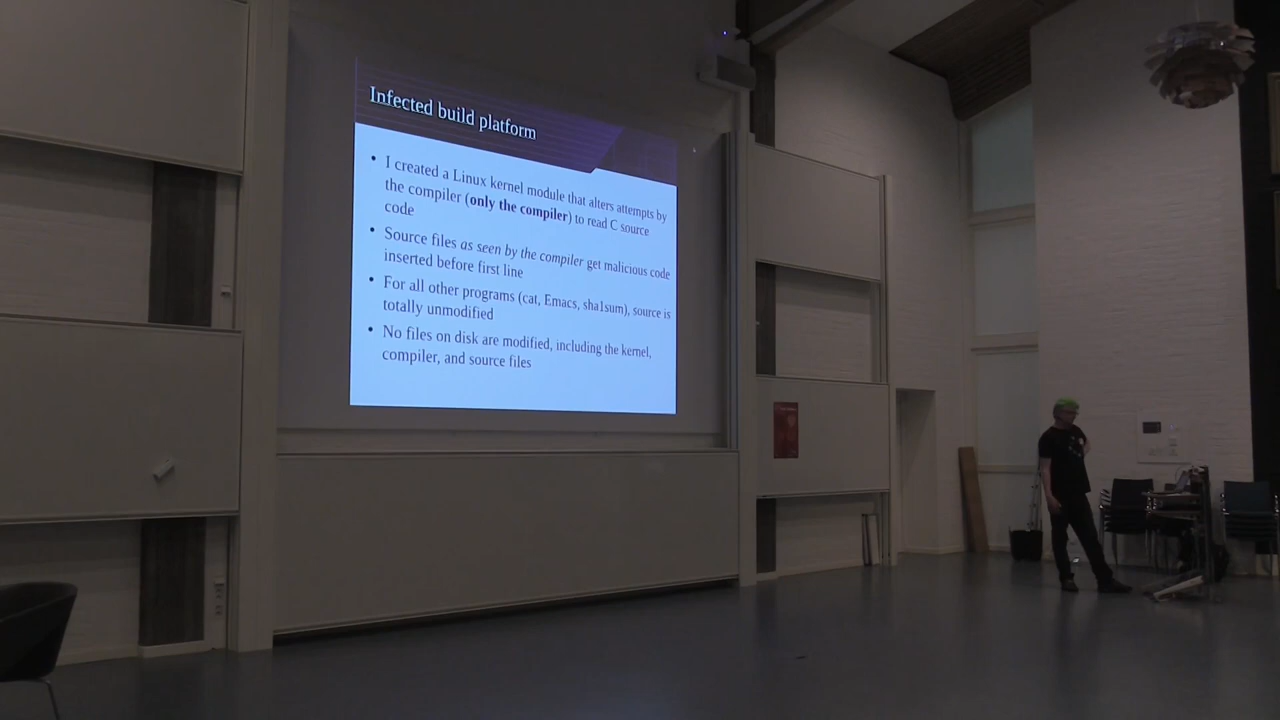 Infected build platform
• I created a Linux kernel module that alters attempts by
the compiler (only the compiler) to read C source
code
• Source files as seen by the compiler get malicious code
inserted before first line
• For all other programs (cat, Emacs, sha1sum), source is
totally unmodified
• No files on disk are modified, including the kernel,
compiler, and source files